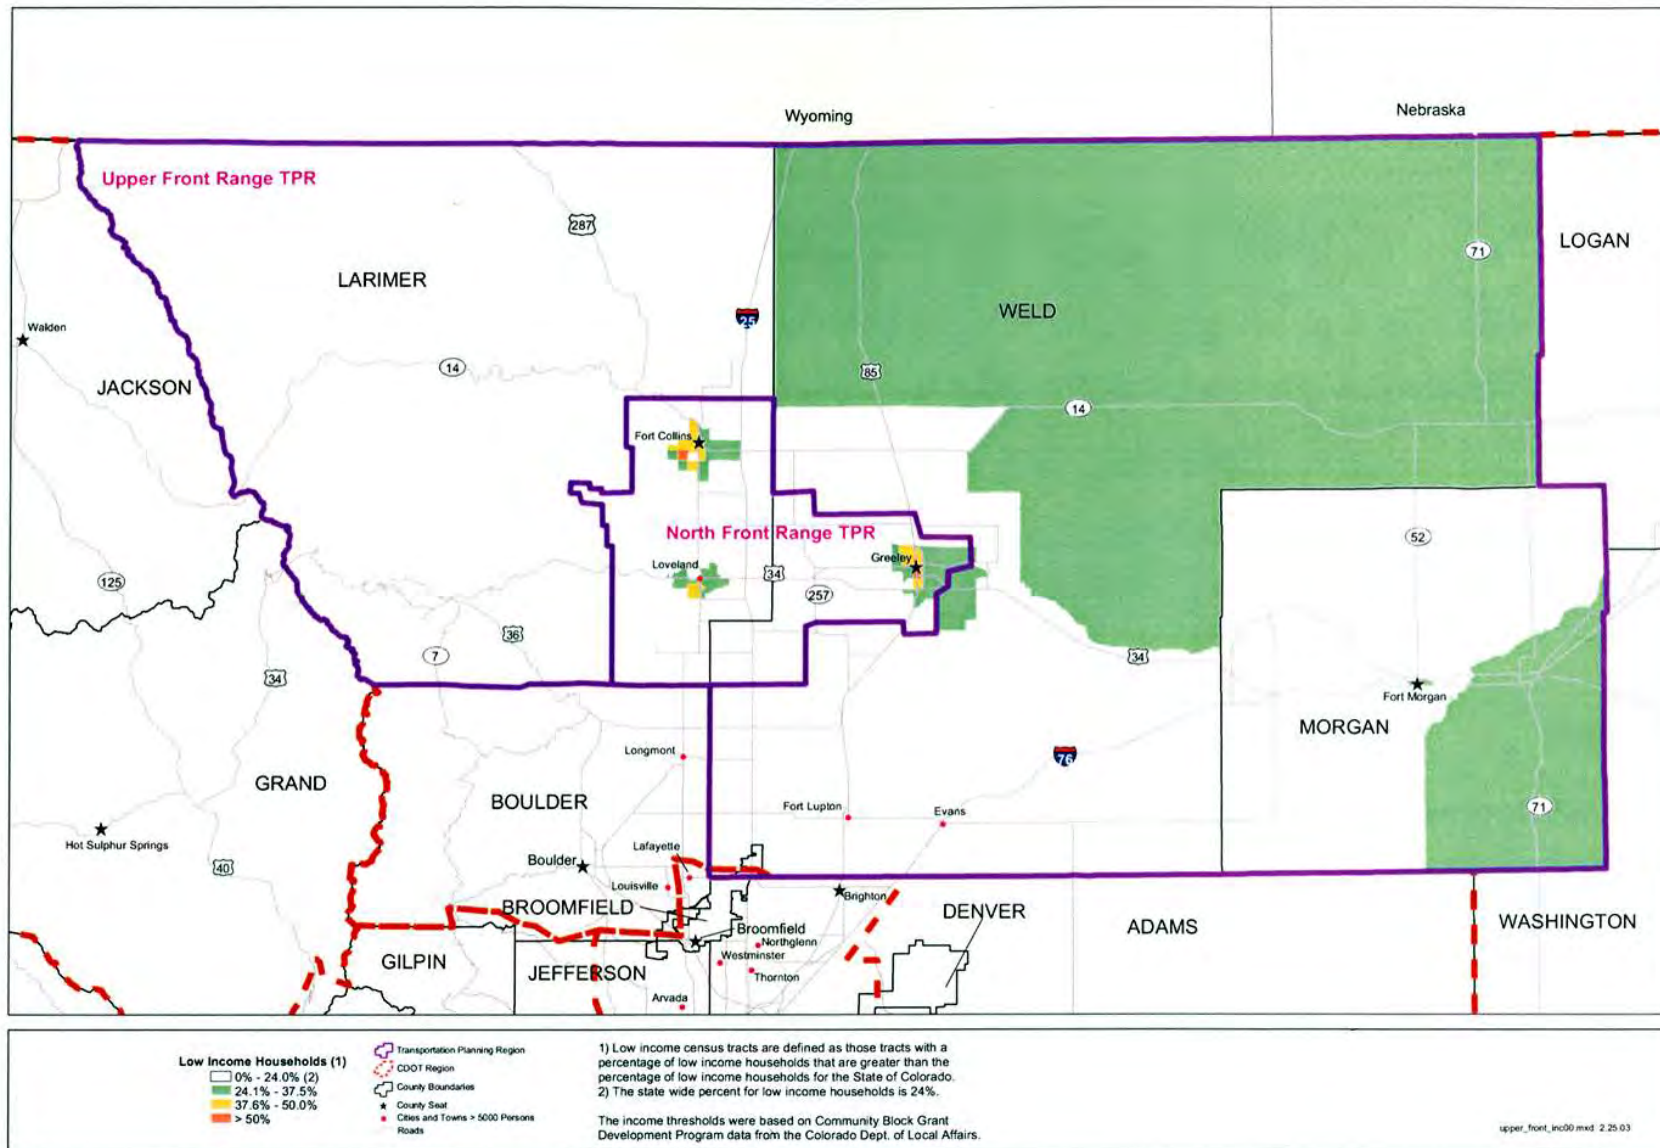 Wyoming
Nebraska
Upper Front Range TPR
287
LOGAN
71
LARIMER
WELD
25
Walden
14
85
JACKSON
14
Fort Collins
North Front Range TPR
52
Greeley
Loveland
34
125
257
36
7
34
34
Fort Morgan
MORGAN
Longmont
76
GRAND
BOULDER
Fort Lupton
Evans
71
Hot Sulphur Springs
Lafayette
Boulder
40
Louisville
Brighton
BROOMFIELD
DENVER
ADAMS
WASHINGTON
Broomfield
Northglenn
GILPIN
JEFFERSON
Westminster
Thornton
Arvada
Low Income Households (1)
0% - 24.0% (2)
24.1% - 37.5%
37.6% - 50.0%
> 50%
Transportation Planning Region
CDOT Region
County Boundaries
County Seat
Cities and Towns > 5000 Persons
Roads
1) Low income census tracts are defined as those tracts with a
percentage of low income households that are greater than the
percentage of low income households for the State of Colorado.
2) The state wide percent for low income households is 24%.
The income thresholds were based on Community Block Grant
Development Program data from the Colorado Dept. of Local Affairs.
upper_front_inc00.mxd 2.25.03